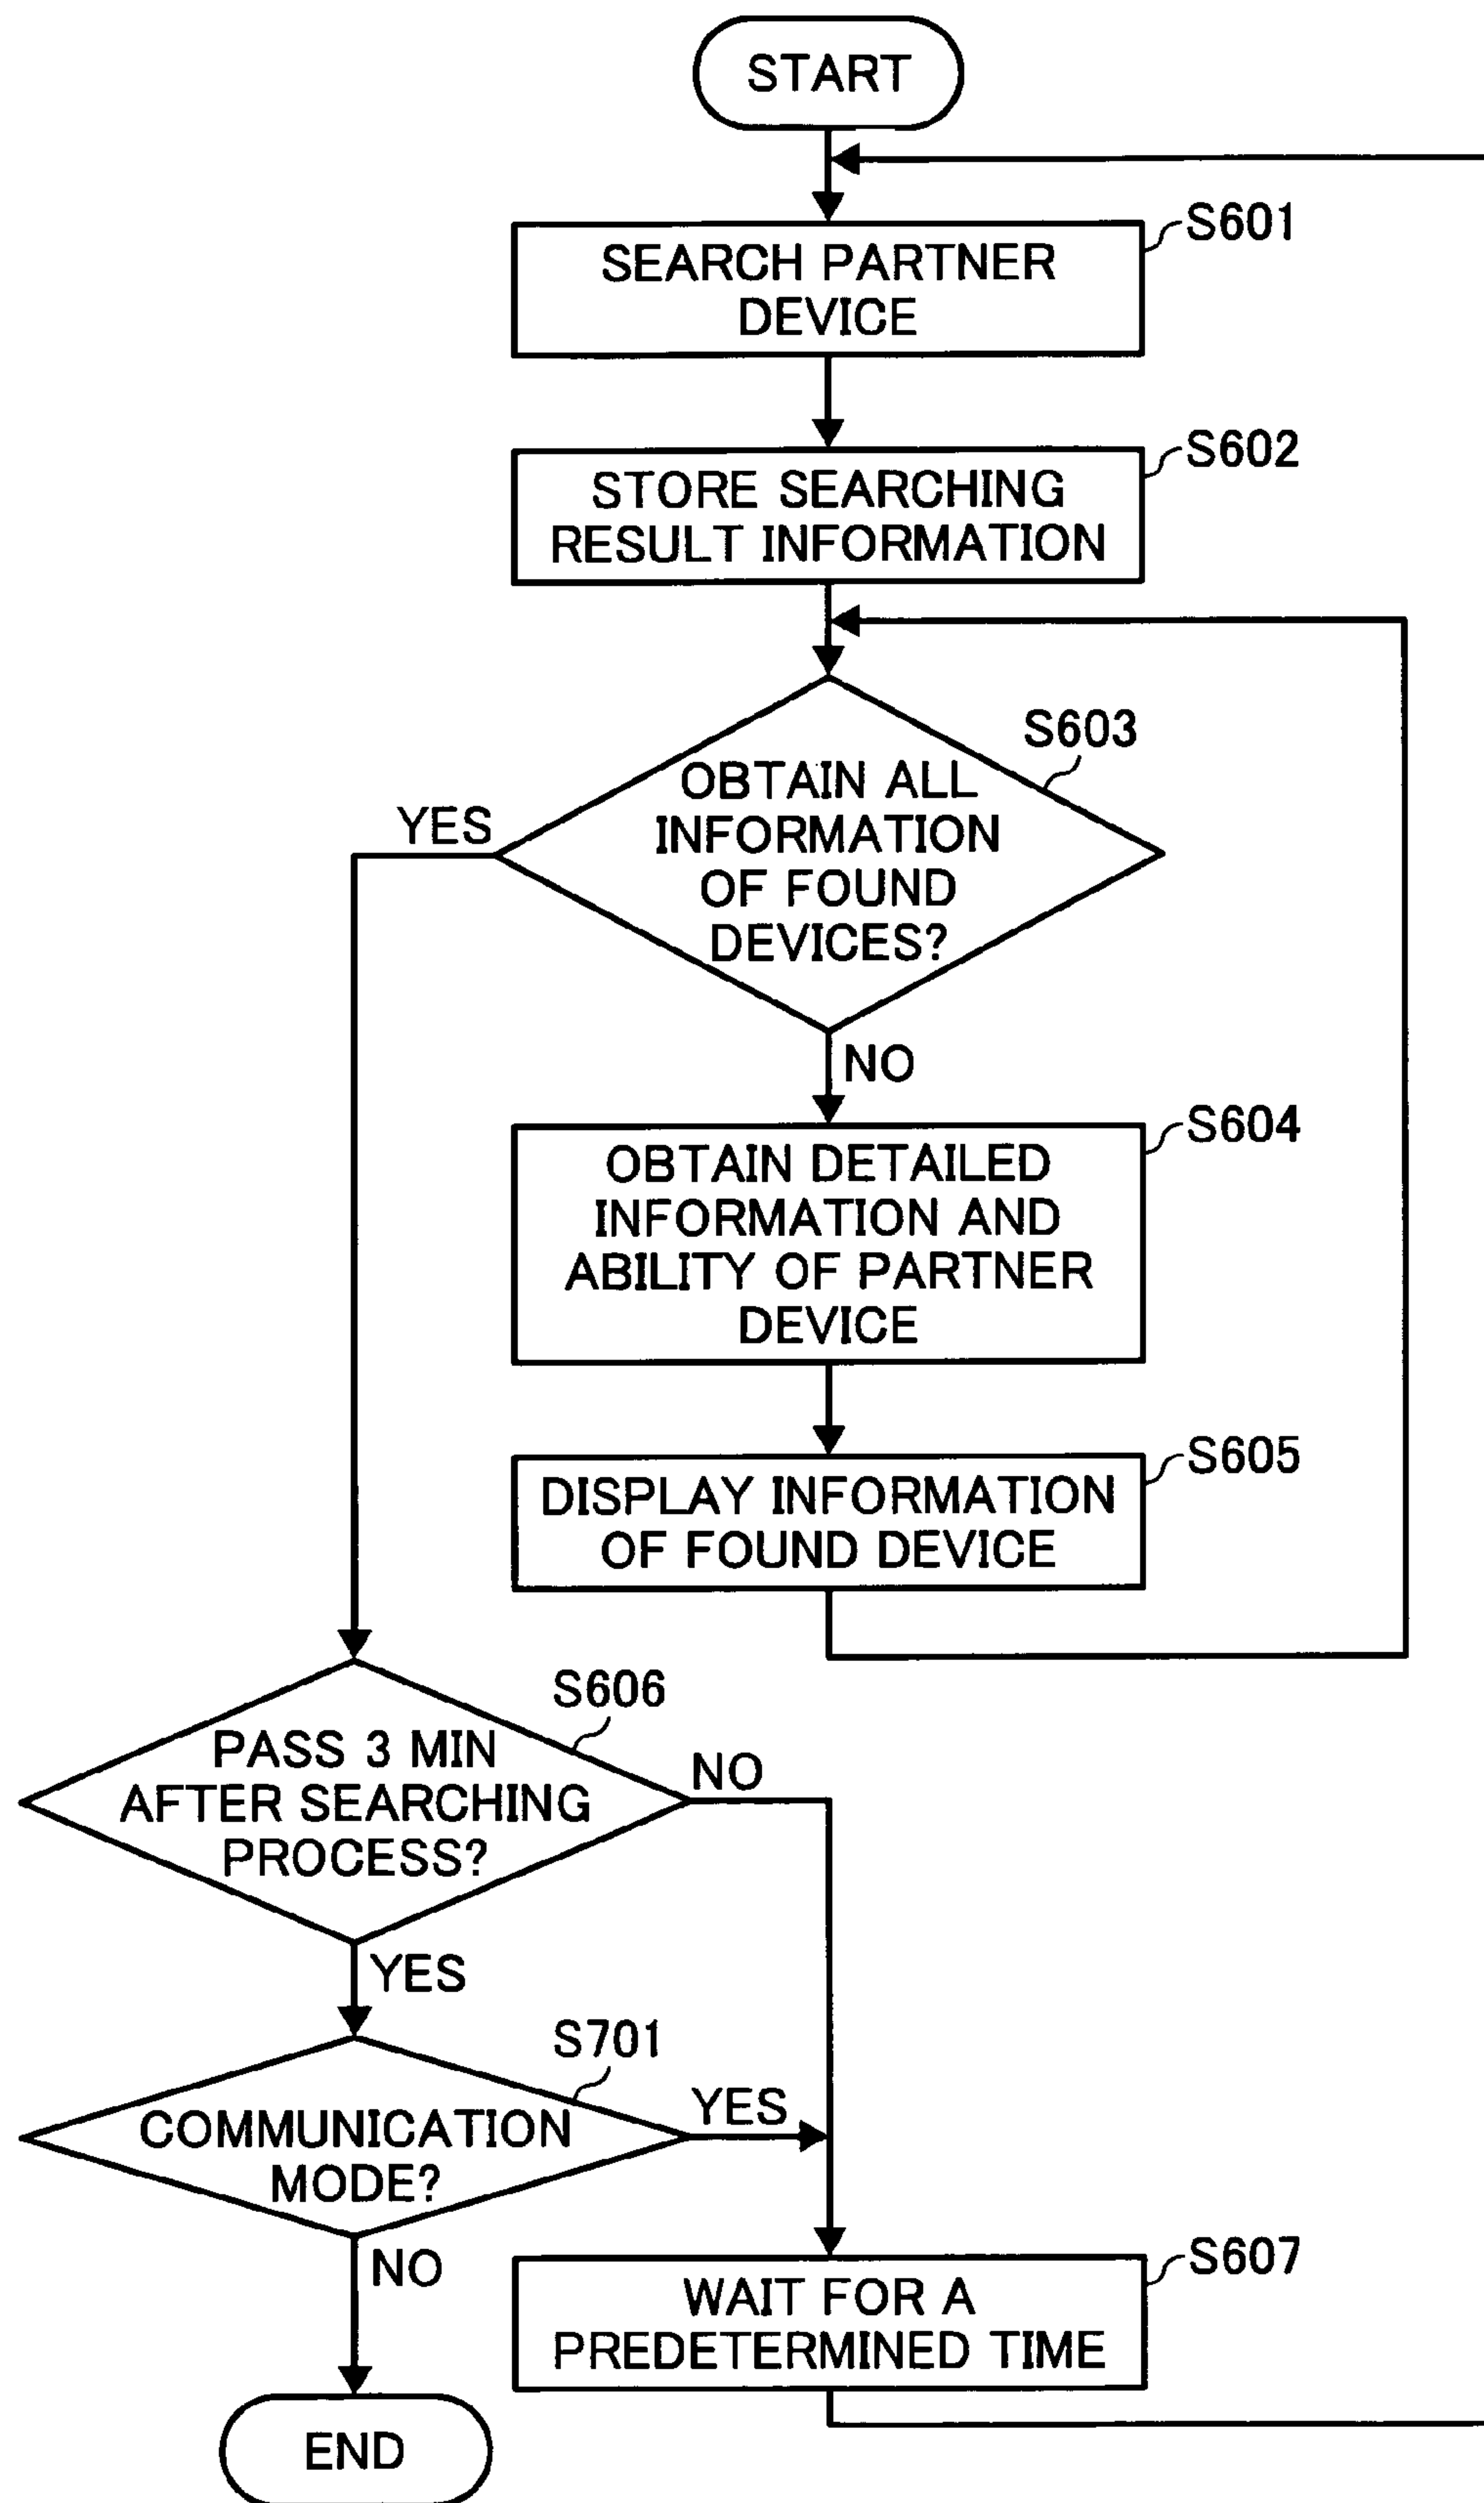 START
S601
SEARCH PARTNER
DEVICE
S602
STORE SEARCHING
RESULT INFORMATION
S603
OBTAIN ALL
INFORMATION
OF FOUND
DEVICES?
YES
NO
S604
OBTAIN DETAILED
INFORMATION AND
ABILITY OF PARTNER
DEVICE
S605
DISPLAY INFORMATION
OF FOUND DEVICE
S606
PASS 3 MIN
AFTER SEARCHING
PROCESS?
NO
YES
S701
COMMUNICATION
MODE?
YES
NO
S607
WAIT FOR A
PREDETERMINED TIME
END